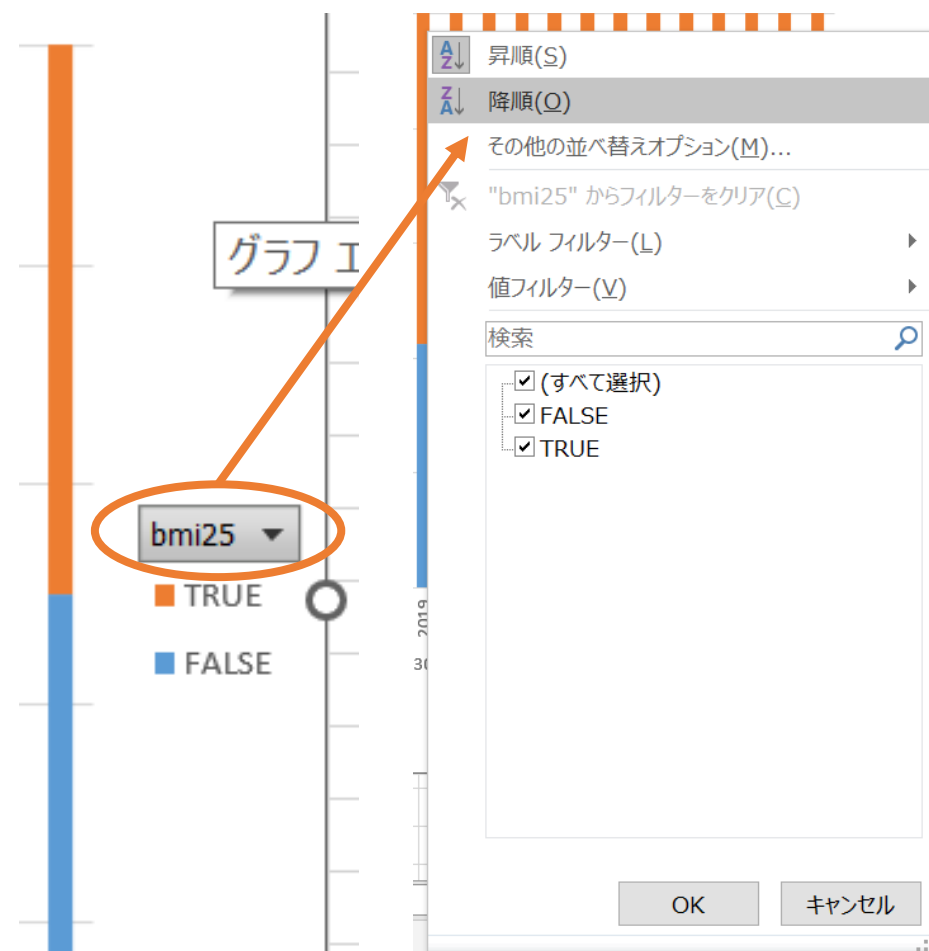 グラフ エ
bmi25
TRUE
FALSE
2019
30
昇順(S)
降順(O)
その他の並べ替えオプション(M)...
"bmi25" からフィルターをクリア(C)
ラベル フィルター(L)
値フィルター(V)
検索
(すべて選択)
FALSE
TRUE
OK
キャンセル